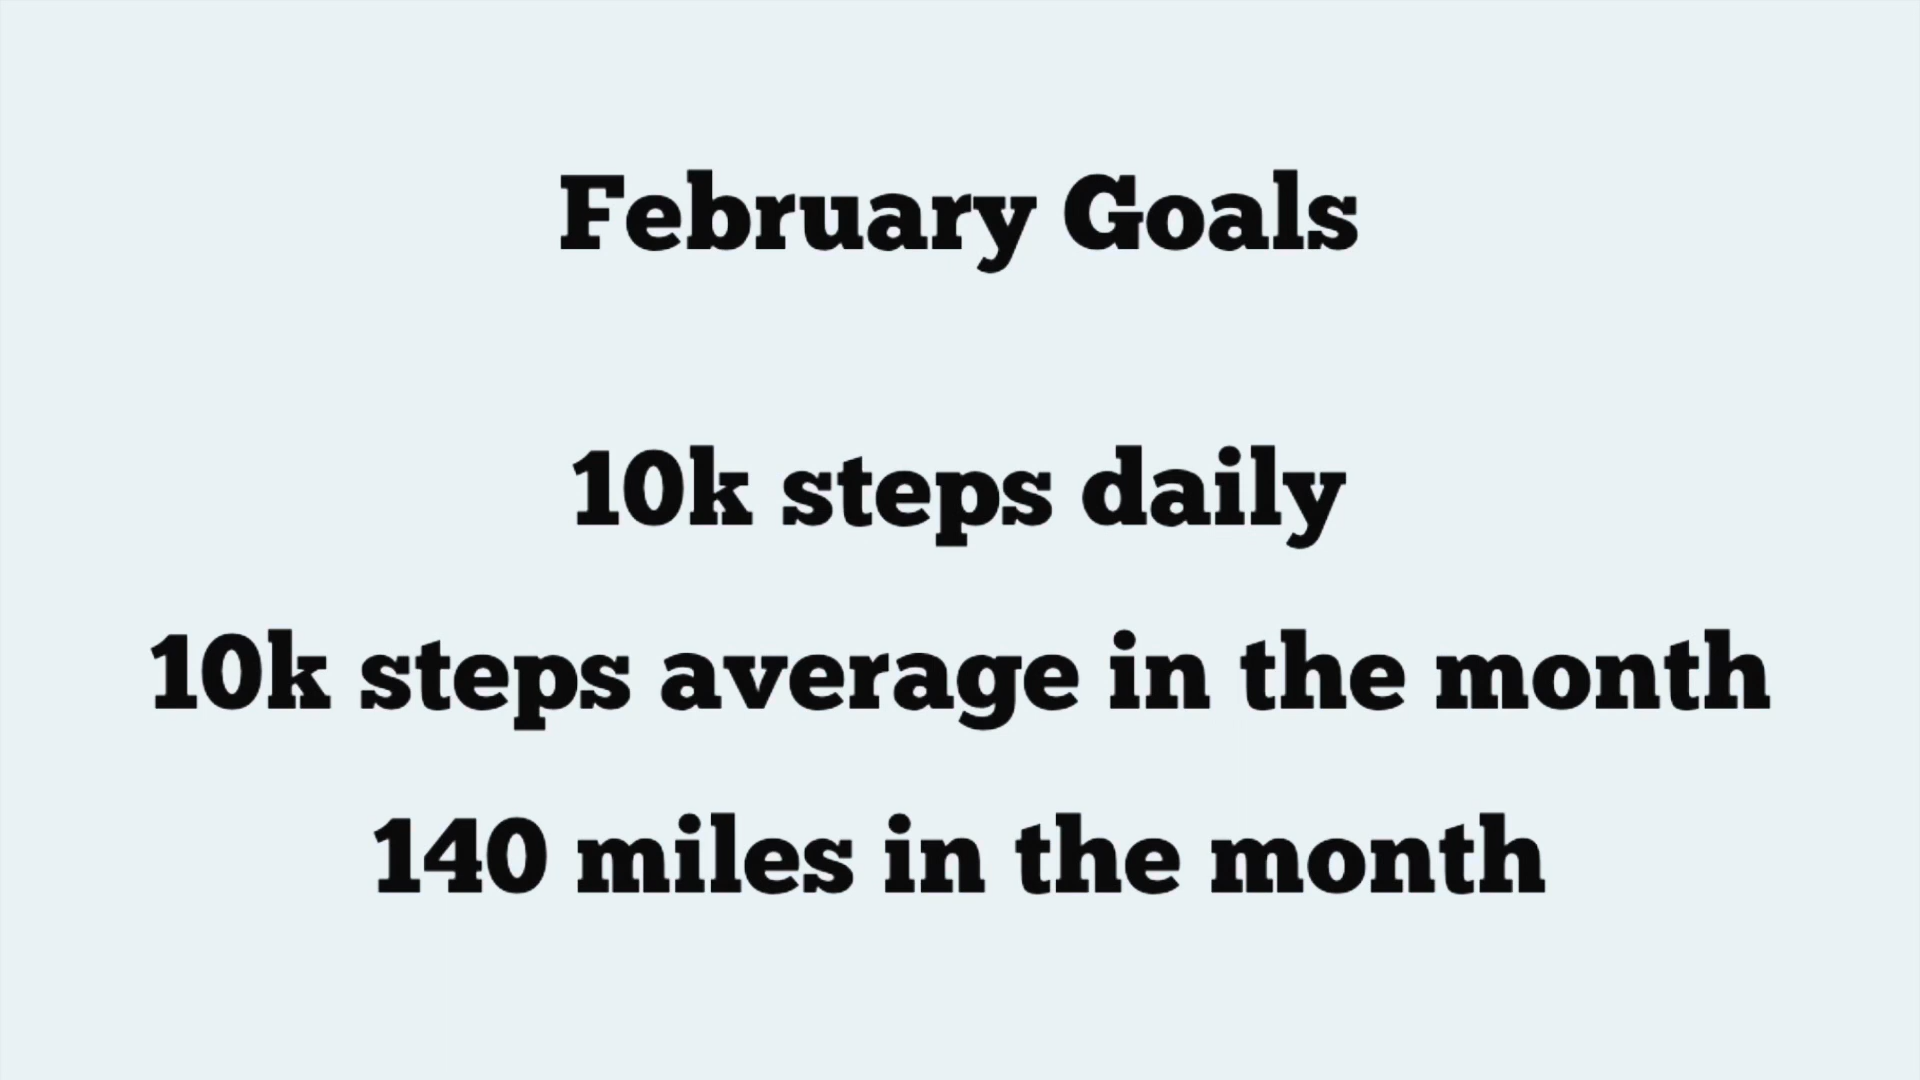 February Goals
10k steps daily
10k steps average in the month
140 miles in the month